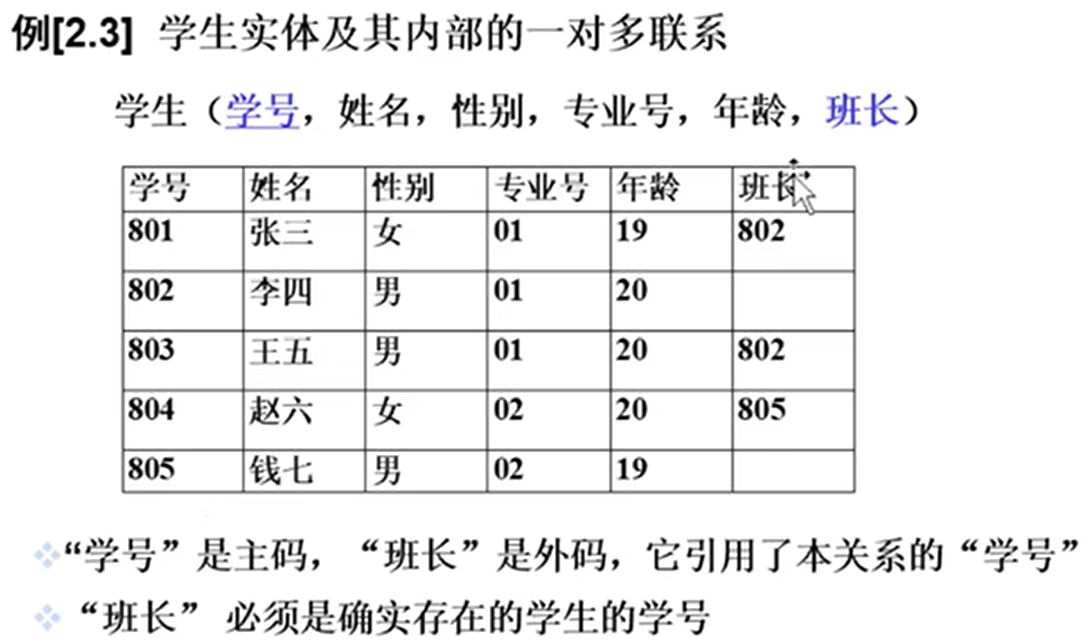 例[2.3] 学生实体及其内部的一对多联系
学生（学号，姓名，性别，专业号，年龄，班长）
学号 姓名 性别 专业号 年龄 班长
801 张三 女 01 19 802
802 李四 男 01 20
803 王五 男 01 20 802
804 赵六 女 02 20 805
805 钱七 男 02 19
“学号”是主码，“班长”是外码，它引用了本关系的“学号”
“班长” 必须是确实存在的学生的学号